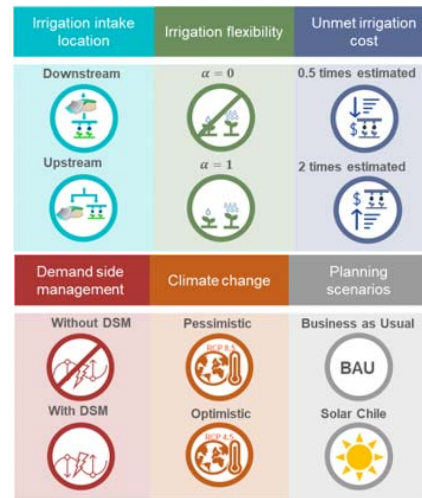 Irrigation intake
location
Irrigation flexibility
Unmet irrigation
cost
Downstream
α = 0
0.5 times estimated
$
Upstream
α = 1
2 times estimated
$
Demand side
management
Climate change
Planning
scenarios
Without DSM
Pessimistic
Business as Usual
RCP 8.5
BAU
With DSM
Optimistic
Solar Chile
RCP 4.5